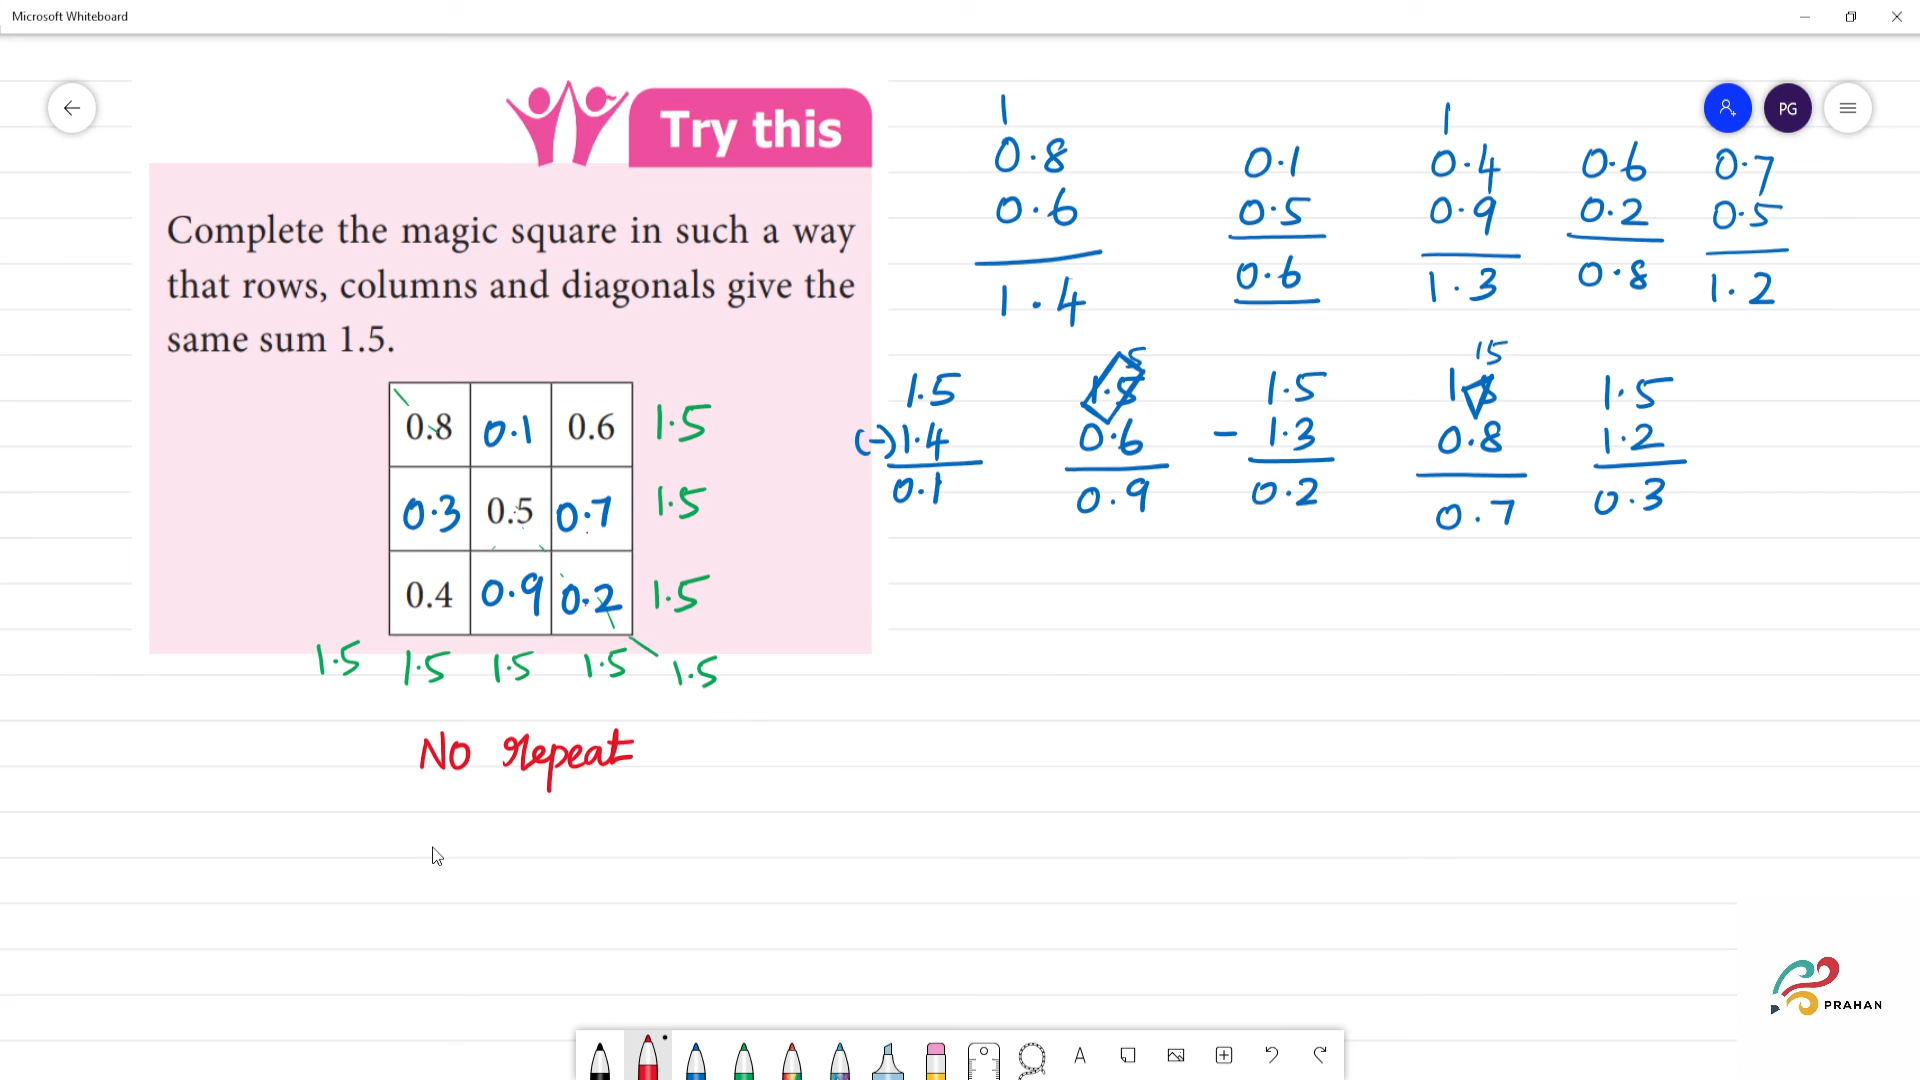 Microsoft Whiteboard
PG
Try this
Complete the magic square in such a way
that rows, columns and diagonals give the
same sum 1.5.
0.8 0.1 0.6 1.5
0.3 0.5 0.7 1.5
0.4 0.9 0.2 1.5
1.5 1.5 1.5 1.5 1.5
No repeat
1 1
0.8 0.1 0.4 0.6 0.7
0.6 0.5 0.9 0.2 0.5
1.4 0.6 1.3 0.8 1.2
5 15
1.5 1.5 1.5 1.5 1.5
(-)1.4 0.6 - 1.3 0.8 1.2
0.1 0.9 0.2 0.7 0.3
PRAHAN
A